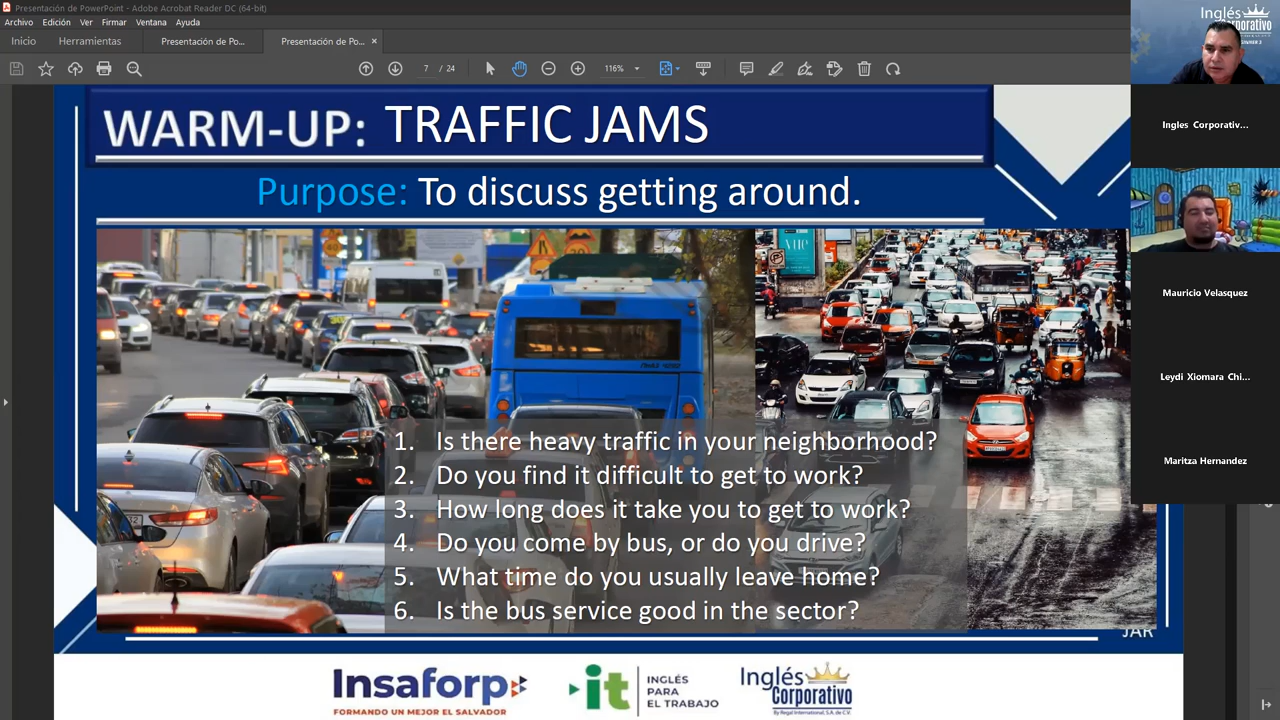 Presentación de PowerPoint - Adobe Acrobat Reader DC (64-bit)
Archivo Edición Ver Firmar Ventana Ayuda
Inicio Herramientas Presentación de Po... Presentación de Po... ×
7 / 24 116%
WARM-UP: TRAFFIC JAMS
Purpose: To discuss getting around.
1. Is there heavy traffic in your neighborhood?
2. Do you find it difficult to get to work?
3. How long does it take you to get to work?
4. Do you come by bus, or do you drive?
5. What time do you usually leave home?
6. Is the bus service good in the sector?
JAR
Insaforp
FORMANDO UN MEJOR EL SALVADOR
it INGLÉS
PARA
EL TRABAJO
Inglés
Corporativo
By Regal International, S.A. de C.V.
Inglés
Corporativo
Ingles Corporativ...
Mauricio Velasquez
Leydi Xiomara Chi...
Maritza Hernandez